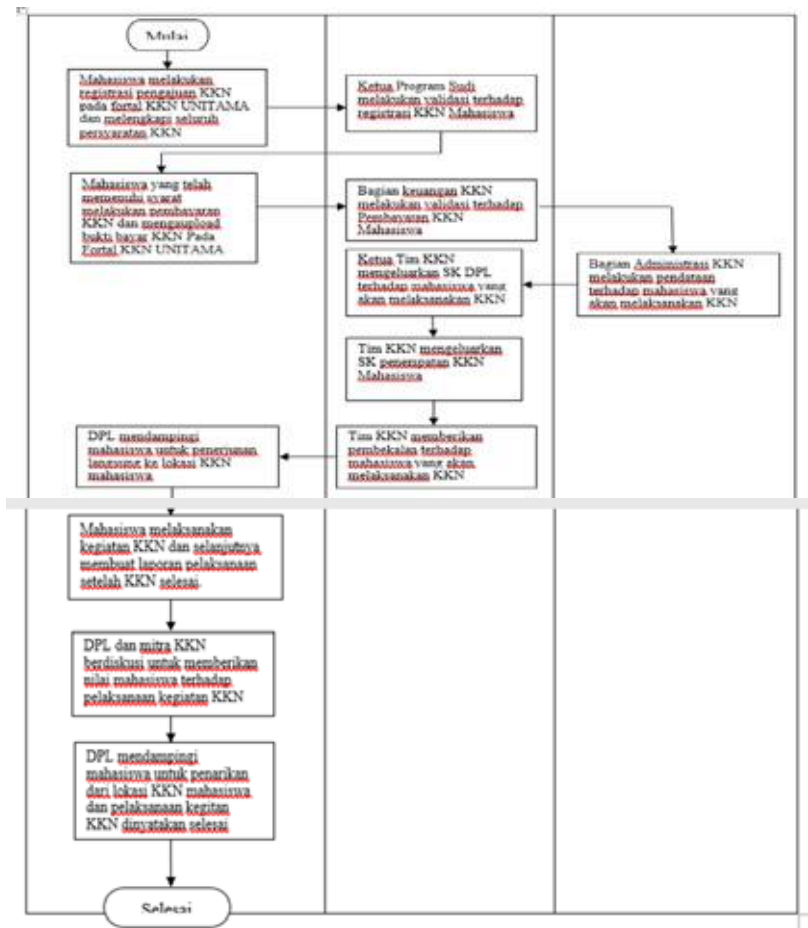 Mulai
Mahasiswa melakukan
registrasi pengajuan KKN
pada fortal KKN UNITAMA
dan melengkapi seluruh
persyaratan KKN
Ketua Program Sudi
melakukan validasi terhadap
registrasi KKN Mahasiswa
Mahasiswa yang telah
memenuhi syarat
melakukan pembayaran
KKN dan mengaupload
bukti bayar KKN Pada
Fortal KKN UNITAMA
Bagian keuangan KKN
melakukan validasi terhadap
Pembayaran KKN
Mahasiswa
Bagian Administrasi KKN
melakukan pendataan
terhadap mahasiswa yang
akan melaksanakan KKN
Ketua Tim KKN
mengeluarkan SK DPL
terhadap mahasiswa yang
akan melaksanakan KKN
Tim KKN mengeluarkan
SK penempatan KKN
Mahasiswa
Tim KKN memberikan
pembekalan terhadap
mahasiswa yang akan
melaksanakan KKN
DPL mendampingi
mahasiswa untuk penerjunan
langsung ke lokasi KKN
mahasiswa
Mahasiswa melaksanakan
kegiatan KKN dan selanjutnya
membuat laporan pelaksanaan
setelah KKN selesai.
DPL dan mitra KKN
berdiskusi untuk memberikan
nilai mahasiswa terhadap
pelaksanaan kegiatan KKN
DPL mendampingi
mahasiswa untuk penarikan
dari lokasi KKN mahasiswa
dan pelaksanaan kegitan
KKN dinyatakan selesai
Selesai